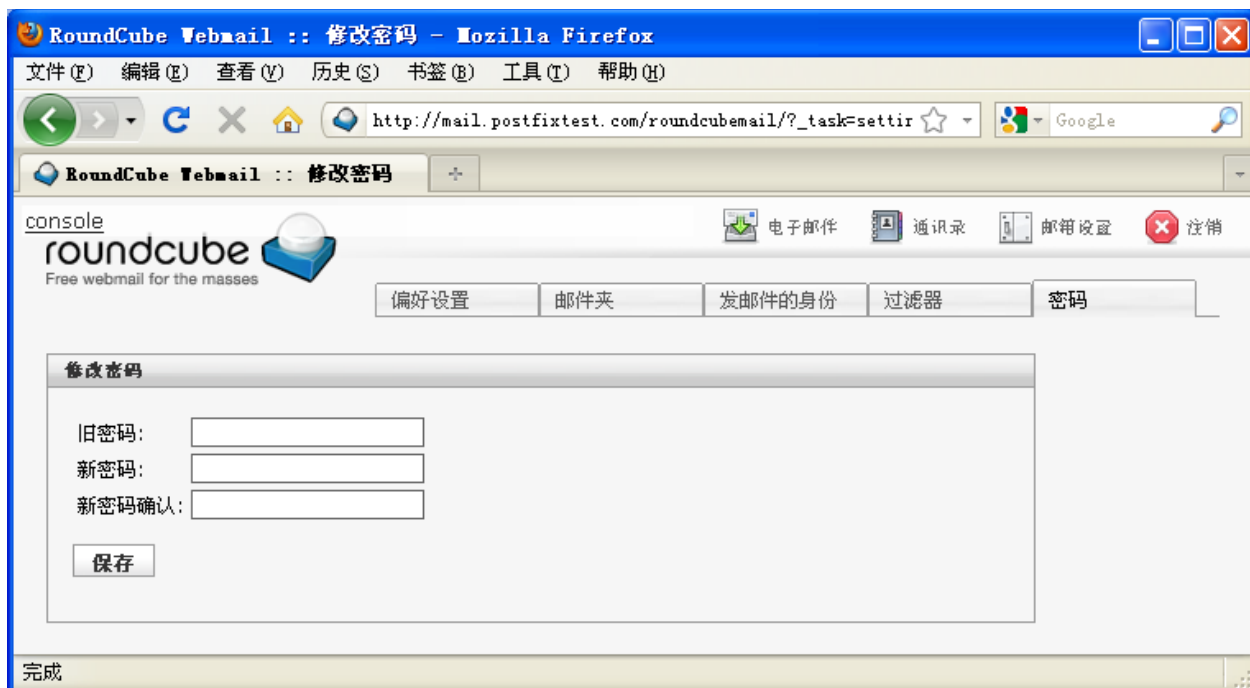 RoundCube Webmail :: 修改密码 - Mozilla Firefox
文件(F) 编辑(E) 查看(V) 历史(S) 书签(B) 工具(T) 帮助(H)
http://mail.postfixtest.com/roundcubemail/?_task=settir
Google
RoundCube Webmail :: 修改密码
console
电子邮件 通讯录 邮箱设置 注销
roundcube
Free webmail for the masses
偏好设置 邮件夹 发邮件的身份 过滤器 密码
修改密码
旧密码:
新密码:
新密码确认:
保存
完成